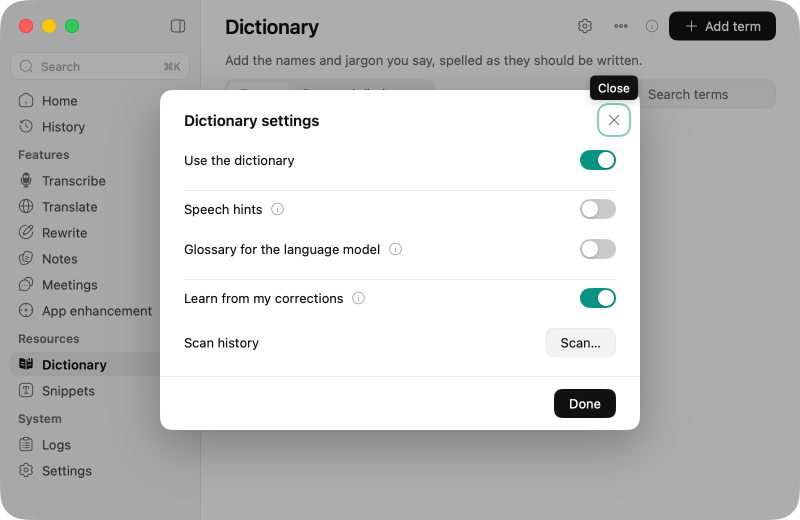 Dictionary
Add term
Add the names and jargon you say, spelled as they should be written.
Search ⌘K
Home
History
Features
Transcribe
Translate
Rewrite
Notes
Meetings
App enhancement
Resources
Dictionary
Snippets
System
Logs
Settings
Search terms
Close
Dictionary settings
Use the dictionary
Speech hints
Glossary for the language model
Learn from my corrections
Scan history
Scan...
Done